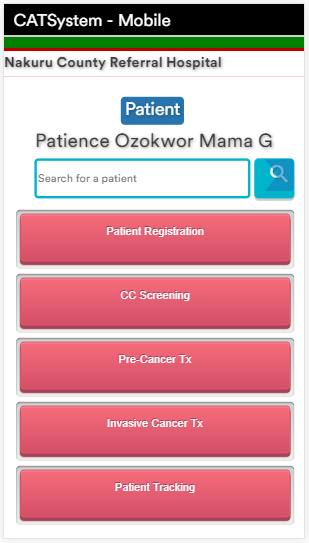 CATSystem - Mobile
Nakuru County Referral Hospital
Patient
Patience Ozokwor Mama G
Search for a patient
Patient Registration
CC Screening
Pre-Cancer Tx
Invasive Cancer Tx
Patient Tracking